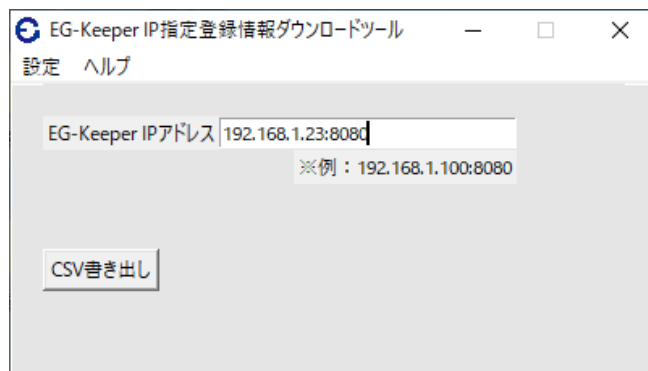 EG-Keeper IP指定登録情報ダウンロードツール
設定 ヘルプ
EG-Keeper IPアドレス 192.168.1.23:8080
※例：192.168.1.100:8080
CSV書き出し